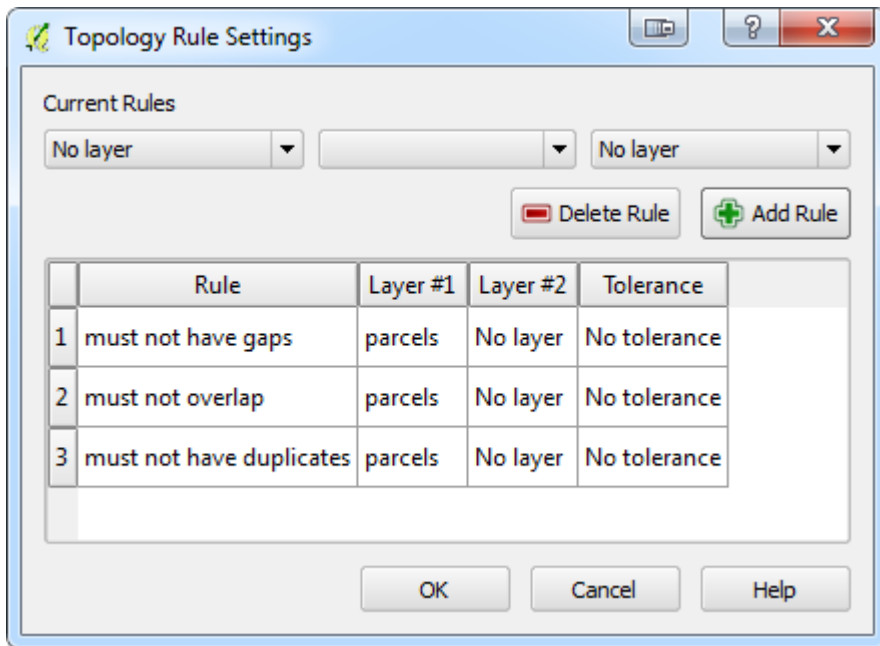 Topology Rule Settings
?
X
Current Rules
No layer
No layer
Delete Rule Add Rule
Rule Layer #1 Layer #2 Tolerance
1 must not have gaps parcels No layer No tolerance
2 must not overlap parcels No layer No tolerance
3 must not have duplicates parcels No layer No tolerance
OK Cancel Help